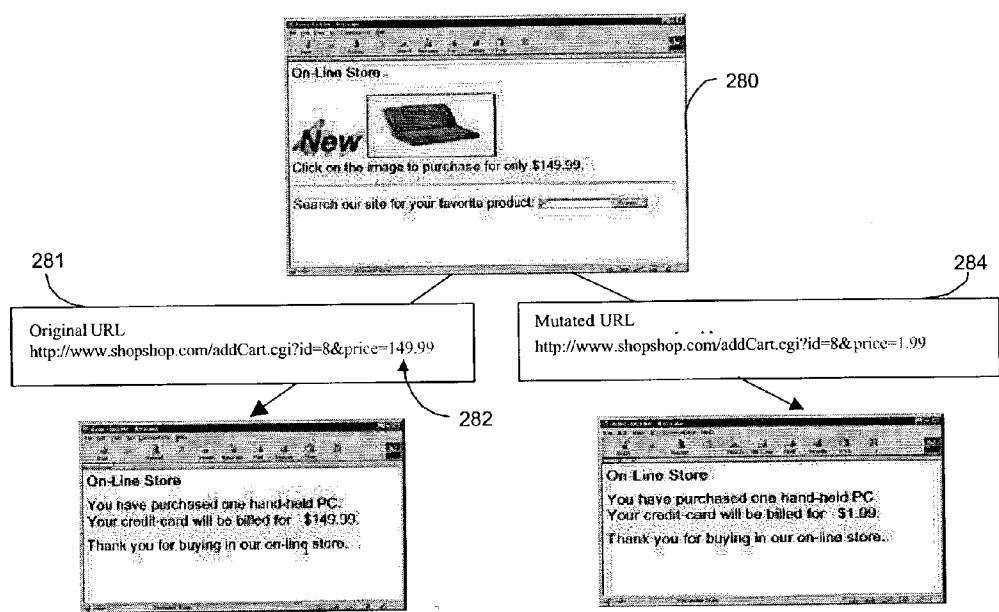 On-Line Store
280
New
Click on the image to purchase for only $149.99.
Search our site for your favorite product:
281
284
Original URL
http://www.shopshop.com/addCart.cgi?id=8&price=149.99
Mutated URL
http://www.shopshop.com/addCart.cgi?id=8&price=1.99
282
On-Line Store
You have purchased one hand-held PC.
Your credit-card will be billed for $149.99.
Thank you for buying in our on-line store.
On-Line Store
You have purchased one hand-held PC
Your credit-card will be billed for $1.99.
Thank you for buying in our on-line store.